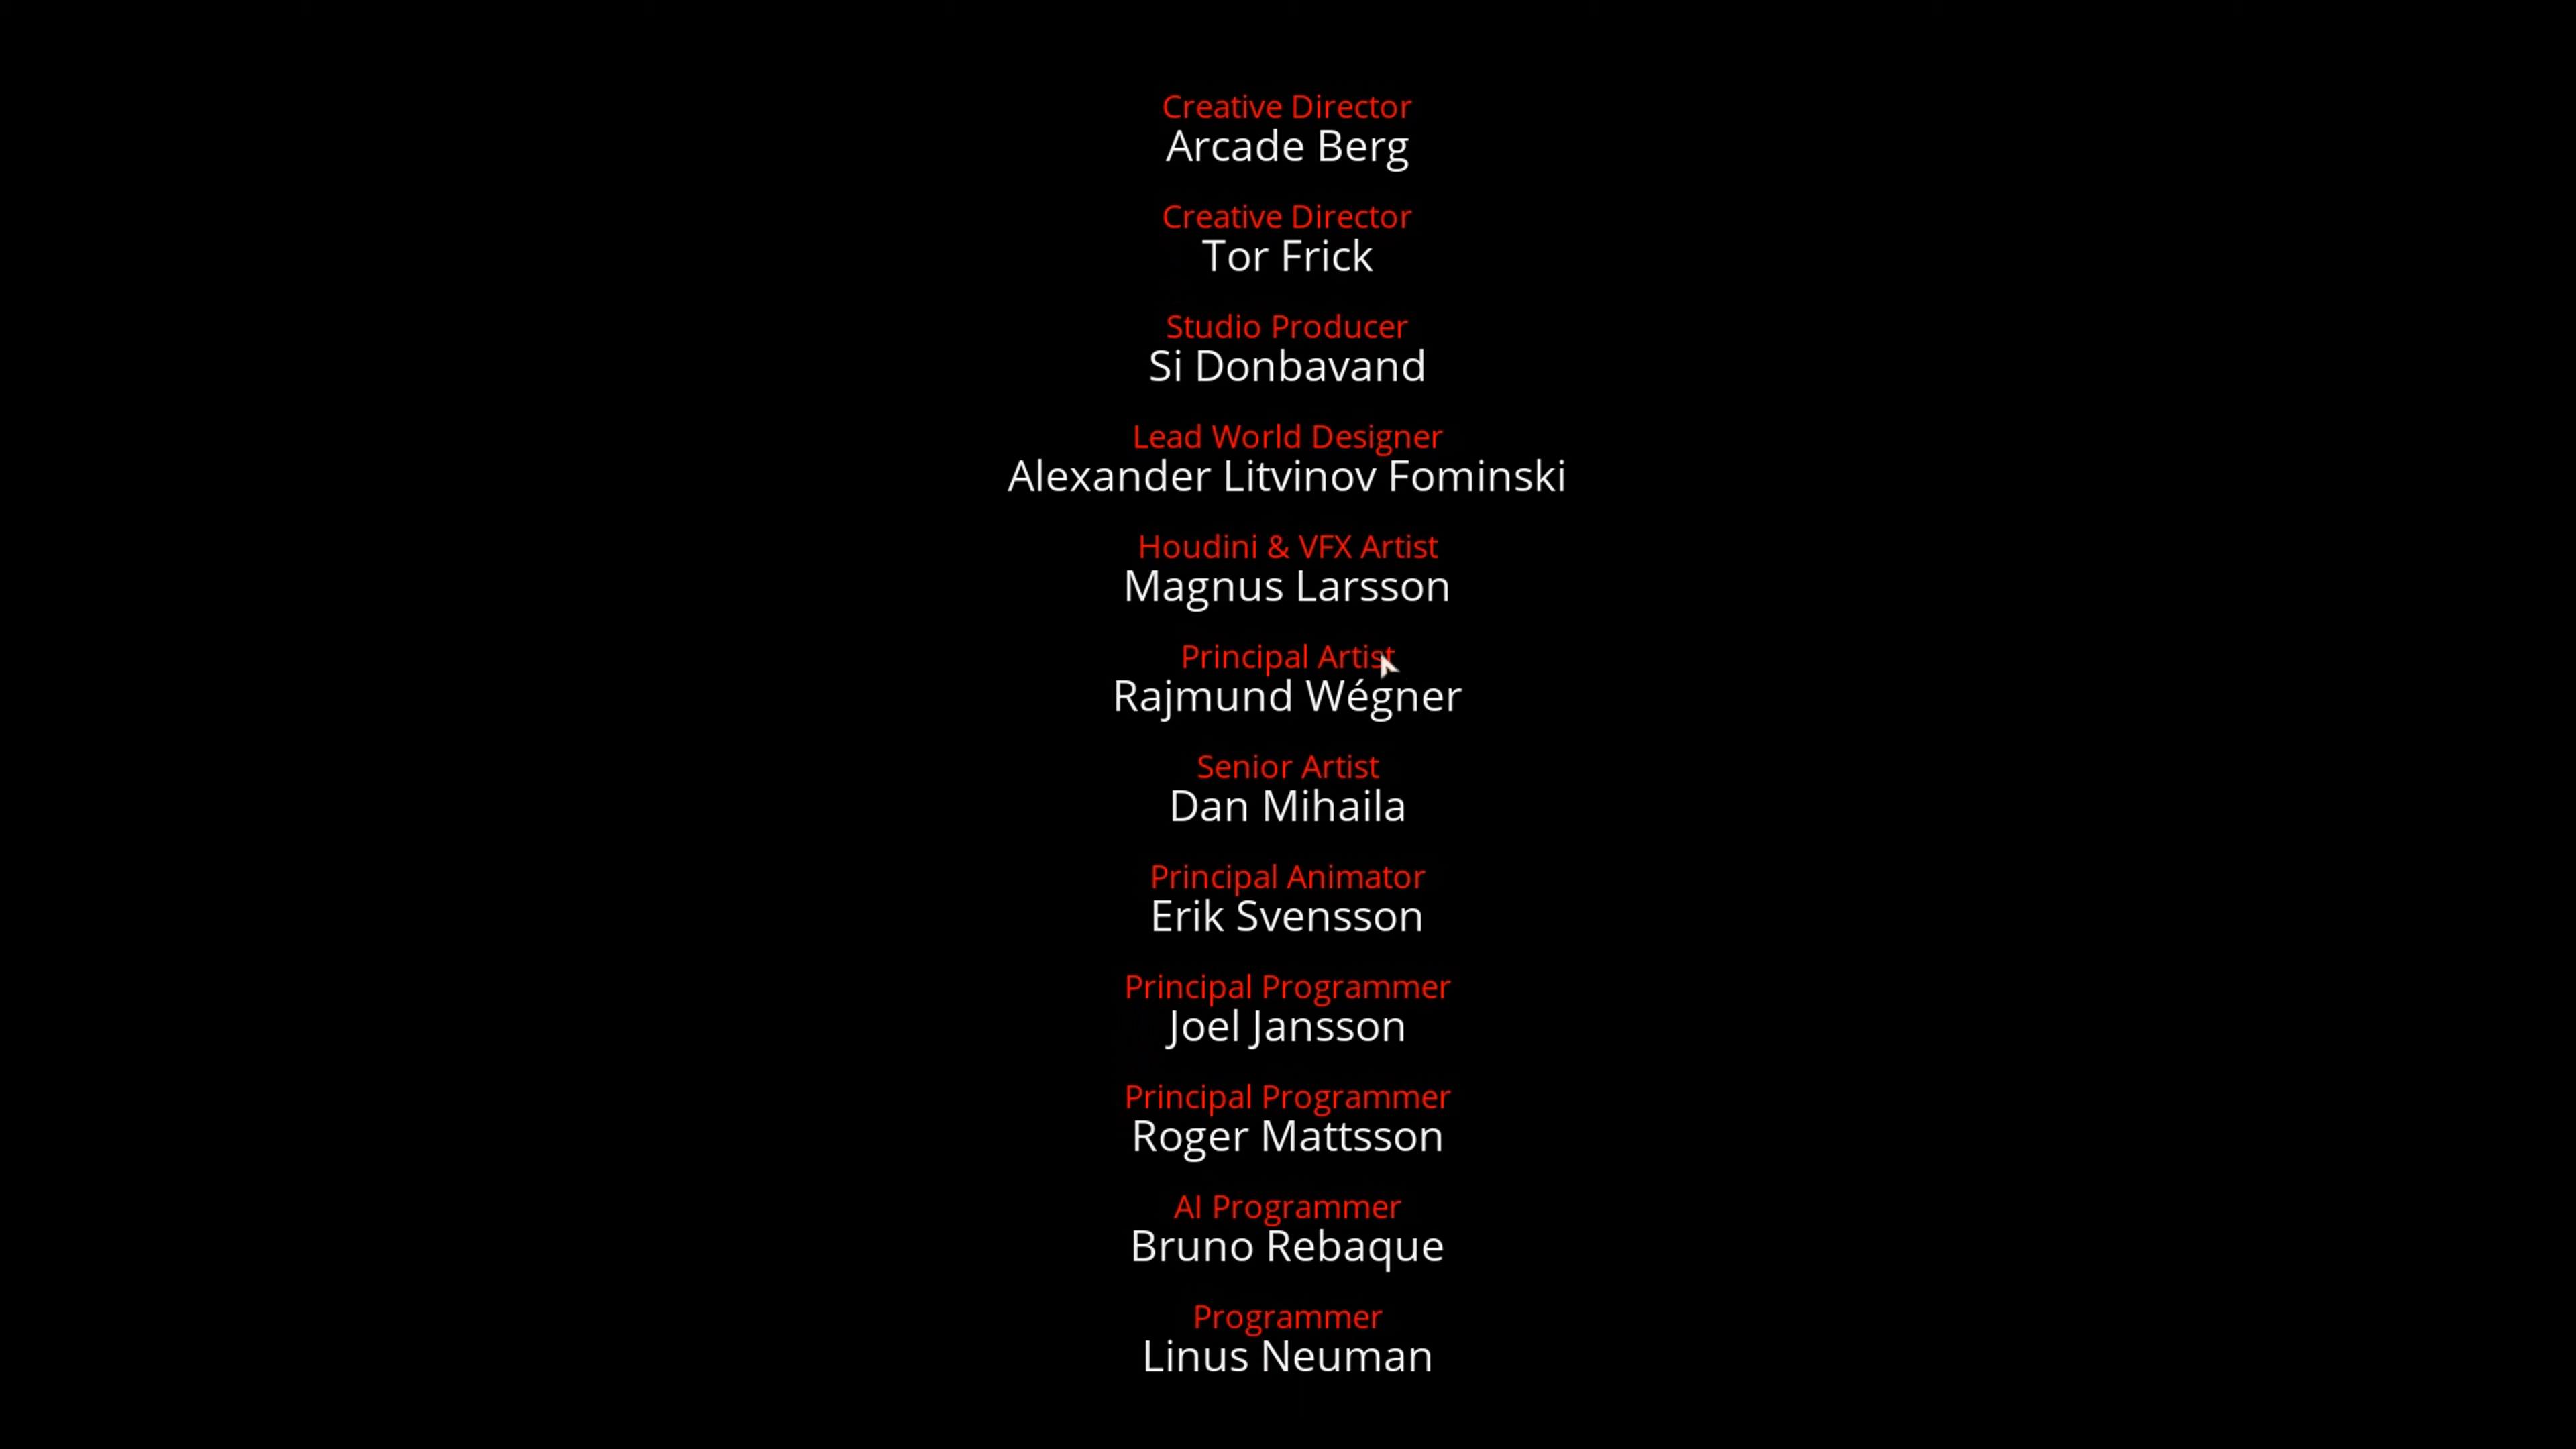 Creative Director
Arcade Berg
Creative Director
Tor Frick
Studio Producer
Si Donbavand
Lead World Designer
Alexander Litvinov Fominski
Houdini & VFX Artist
Magnus Larsson
Principal Artist
Rajmund Wégner
Senior Artist
Dan Mihaila
Principal Animator
Erik Svensson
Principal Programmer
Joel Jansson
Principal Programmer
Roger Mattsson
AI Programmer
Bruno Rebaque
Programmer
Linus Neuman